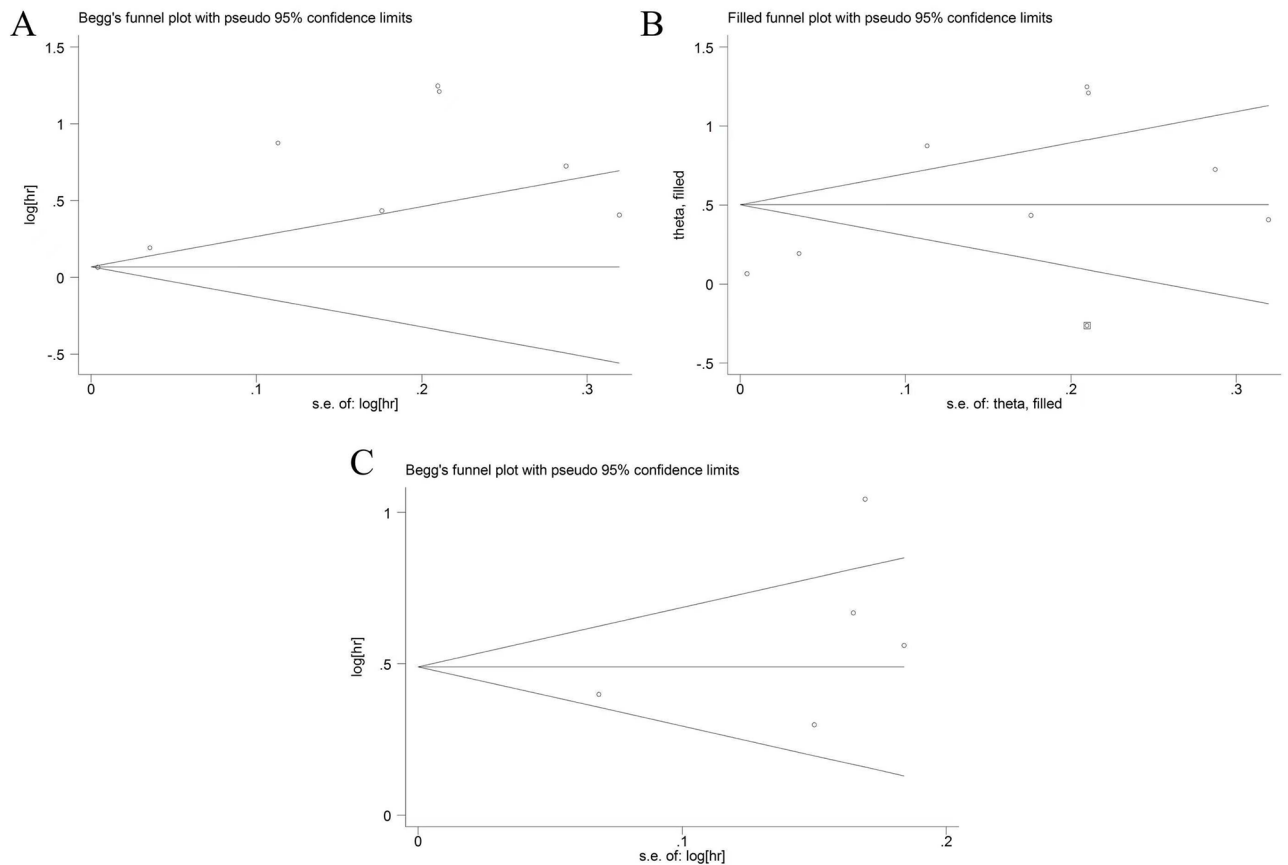 A
Begg's funnel plot with pseudo 95% confidence limits
1.5
1
.5
0
-.5
log[hr]
0
.1
.2
.3
s.e. of: log[hr]
B
Filled funnel plot with pseudo 95% confidence limits
1.5
1
.5
0
-.5
theta, filled
0
.1
.2
.3
s.e. of: theta, filled
C
Begg's funnel plot with pseudo 95% confidence limits
1
.5
0
log[hr]
0
.1
.2
s.e. of: log[hr]